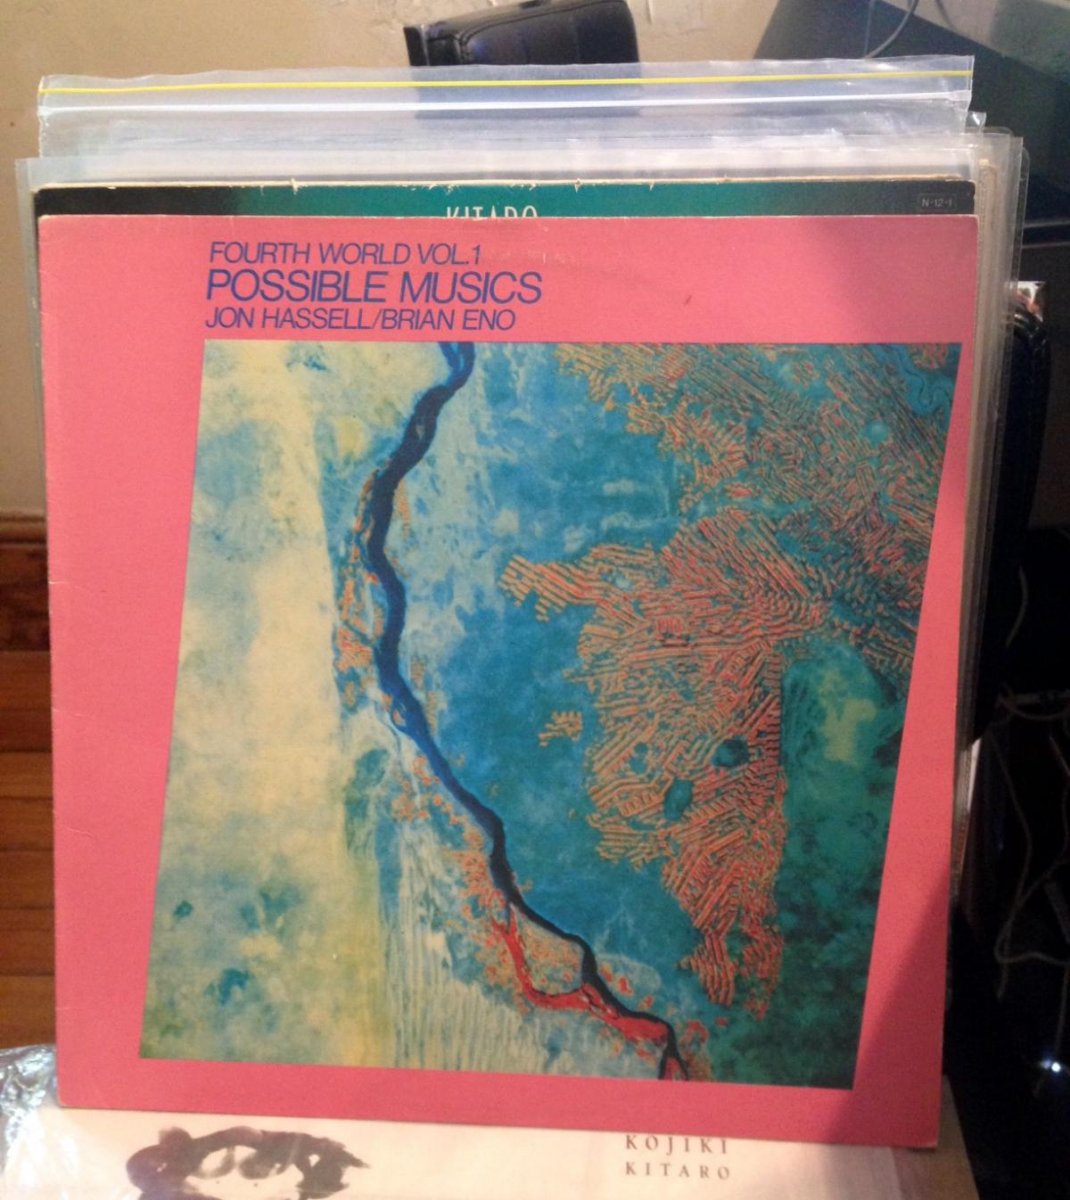 KITARO
N-12-1
FOURTH WORLD VOL.1
POSSIBLE MUSICS
JON HASSELL/BRIAN ENO
KOJIKI
KITARO